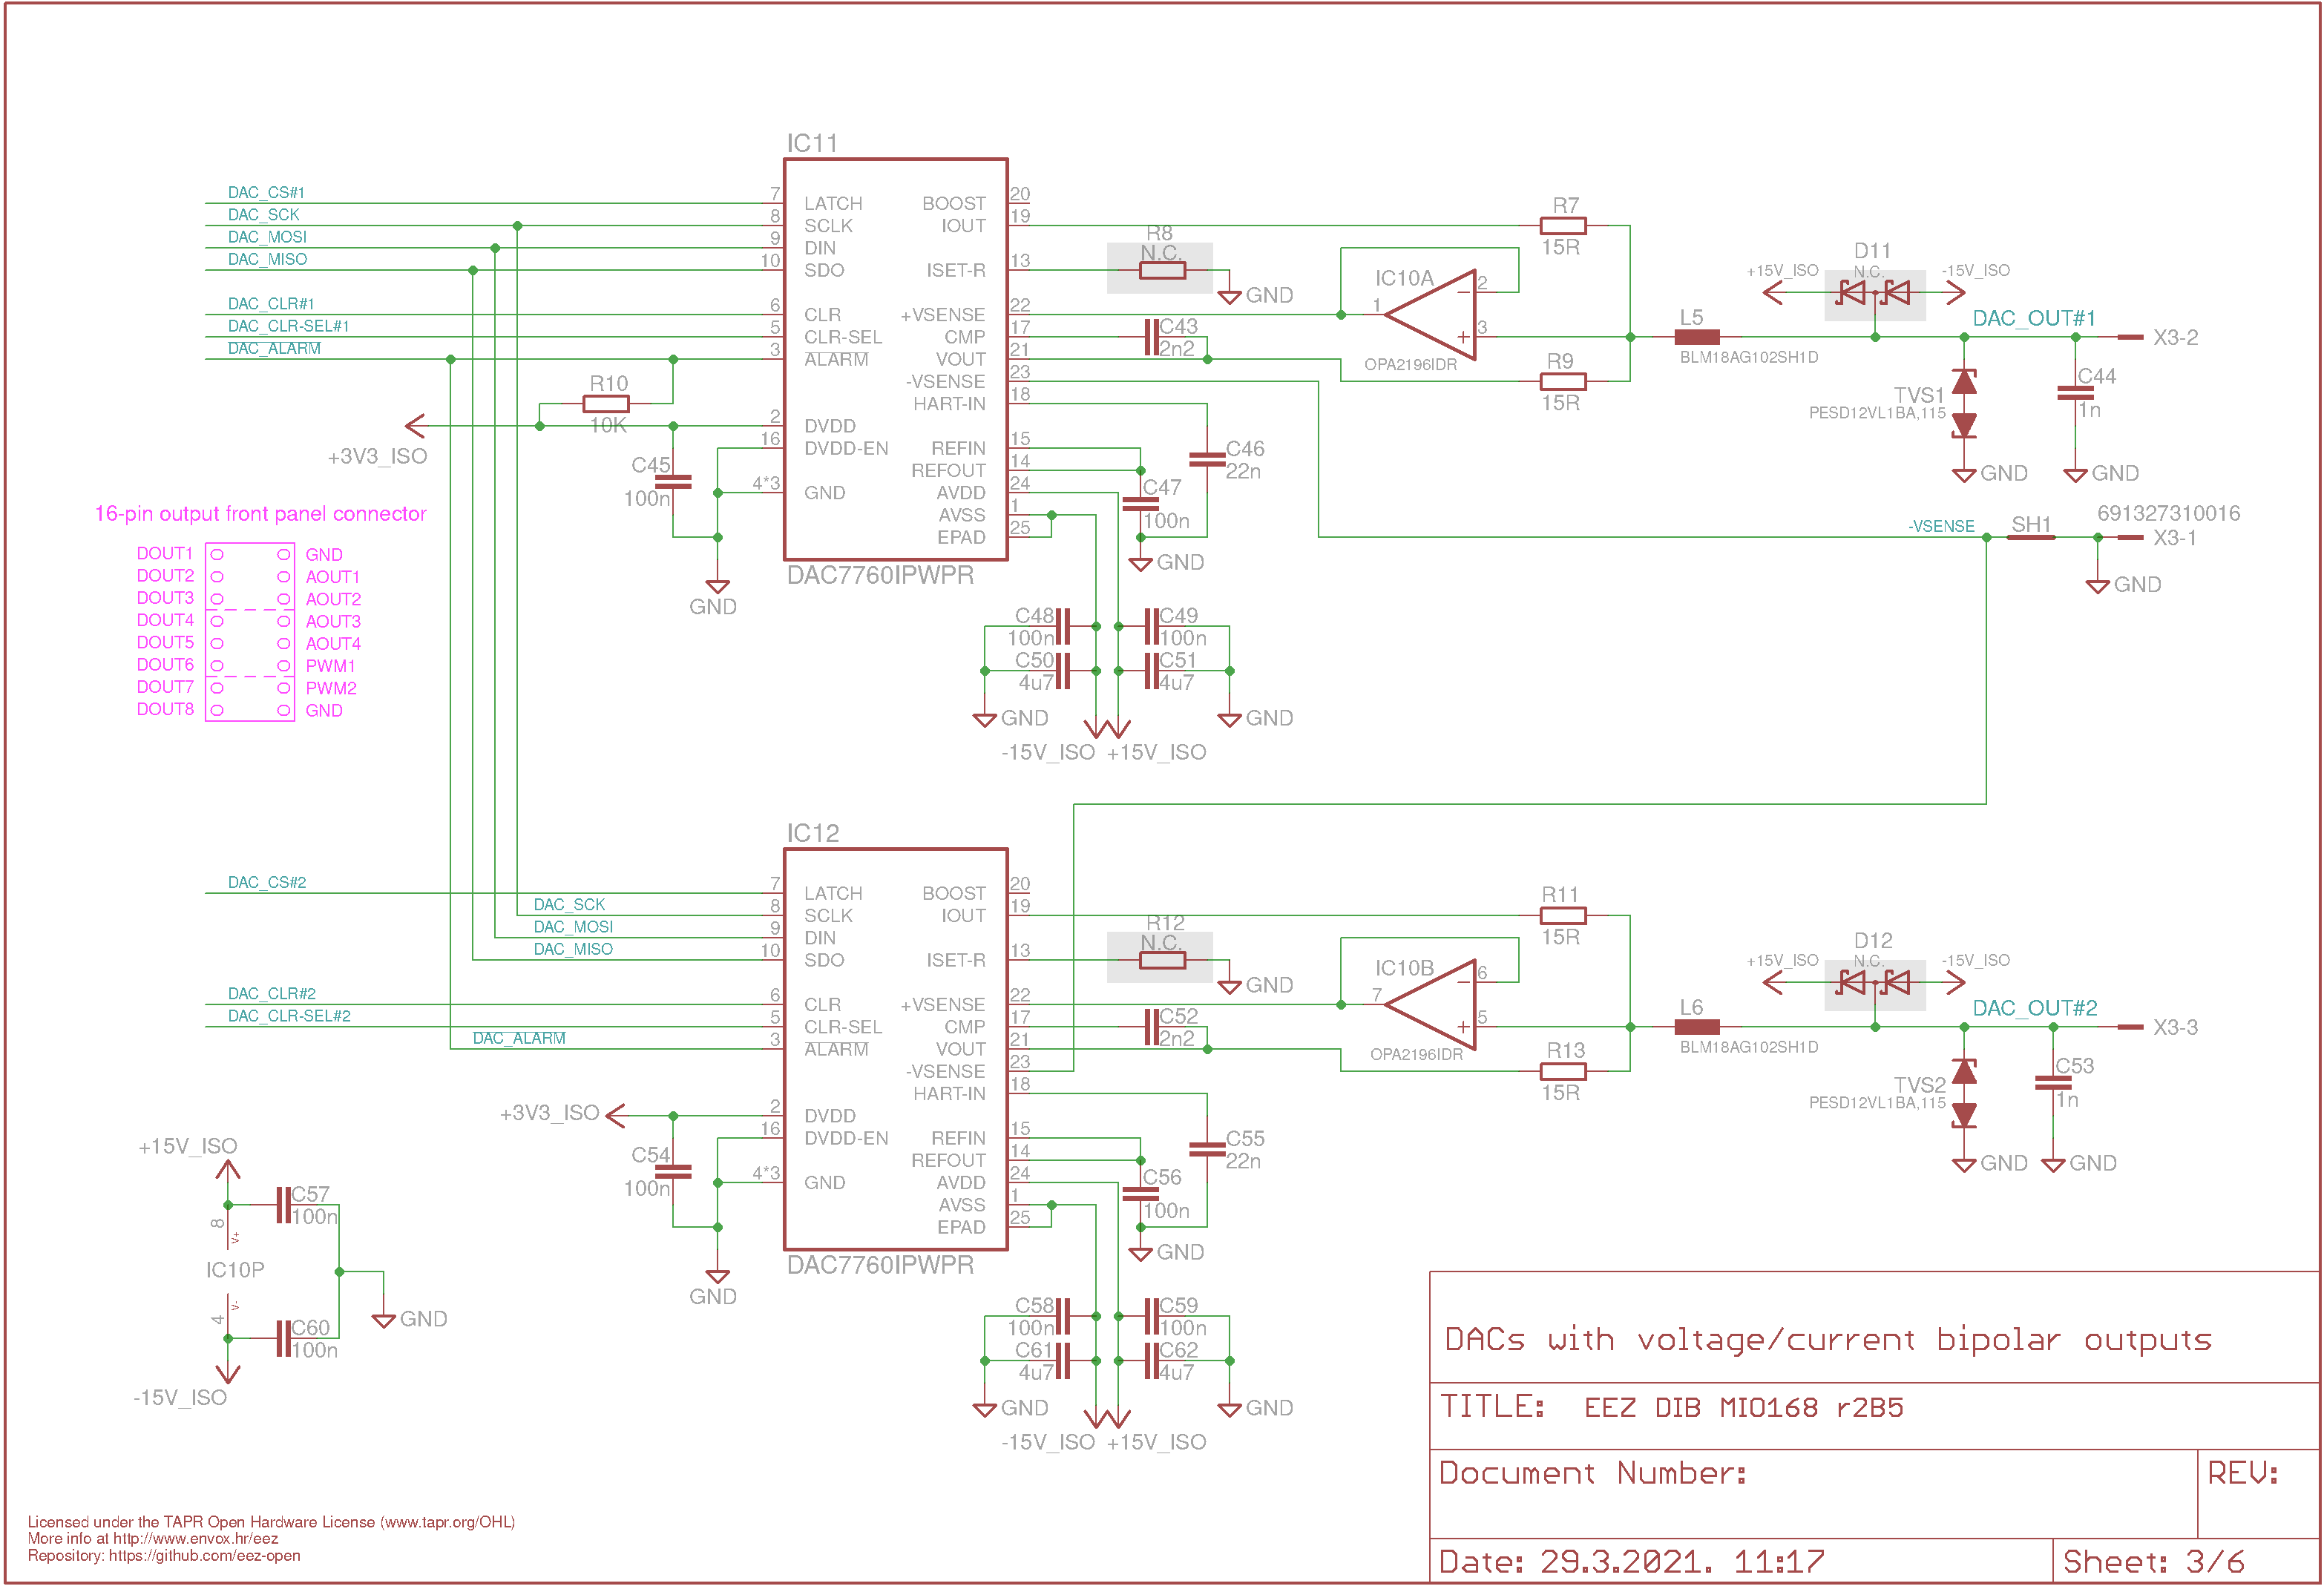 IC11
DAC_CS#1
DAC_SCK
DAC_MOSI
DAC_MISO
DAC_CLR#1
DAC_CLR-SEL#1
DAC_ALARM
7 LATCH BOOST 20
8 SCLK IOUT 19
9 DIN
10 SDO ISET-R 13
6 CLR +VSENSE 22
5 CLR-SEL CMP 17
3 ALARM VOUT 21
-VSENSE 23
HART-IN 18
2 DVDD
16 DVDD-EN REFIN 15
REFOUT 14
4*3 GND AVDD 24
AVSS 1
EPAD 25
DAC7760IPWPR
R10
10K
+3V3_ISO
C45
100n
GND
R8
N.C.
GND
C43
2n2
IC10A
1
2
3
OPA2196IDR
R7
15R
R9
15R
L5
BLM18AG102SH1D
D11
N.C.
+15V_ISO
-15V_ISO
DAC_OUT#1
X3-2
TVS1
PESD12VL1BA,115
GND
C44
1n
GND
C46
22n
C47
100n
GND
-VSENSE
SH1
691327310016
X3-1
GND
C48
100n
C50
4u7
C49
100n
C51
4u7
GND
GND
-15V_ISO +15V_ISO
16-pin output front panel connector
DOUT1 GND
DOUT2 AOUT1
DOUT3 AOUT2
DOUT4 AOUT3
DOUT5 AOUT4
DOUT6 PWM1
DOUT7 PWM2
DOUT8 GND
IC12
DAC_CS#2
DAC_SCK
DAC_MOSI
DAC_MISO
DAC_CLR#2
DAC_CLR-SEL#2
DAC_ALARM
7 LATCH BOOST 20
8 SCLK IOUT 19
9 DIN
10 SDO ISET-R 13
6 CLR +VSENSE 22
5 CLR-SEL CMP 17
3 ALARM VOUT 21
-VSENSE 23
HART-IN 18
2 DVDD
16 DVDD-EN REFIN 15
REFOUT 14
4*3 GND AVDD 24
AVSS 1
EPAD 25
DAC7760IPWPR
+3V3_ISO
C54
100n
GND
R12
N.C.
GND
C52
2n2
IC10B
7
6
5
OPA2196IDR
R11
15R
R13
15R
L6
BLM18AG102SH1D
D12
N.C.
+15V_ISO
-15V_ISO
DAC_OUT#2
X3-3
TVS2
PESD12VL1BA,115
GND
C53
1n
GND
C55
22n
C56
100n
GND
C58
100n
C61
4u7
C59
100n
C62
4u7
GND
GND
-15V_ISO +15V_ISO
+15V_ISO
C57
100n
8
V+
IC10P
V-
4
C60
100n
GND
-15V_ISO
DACs with voltage/current bipolar outputs
TITLE: EEZ DIB MIO168 r2B5
Document Number:
REV:
Date: 29.3.2021. 11:17
Sheet: 3/6
Licensed under the TAPR Open Hardware License (www.tapr.org/OHL)
More info at http://www.envox.hr/eez
Repository: https://github.com/eez-open